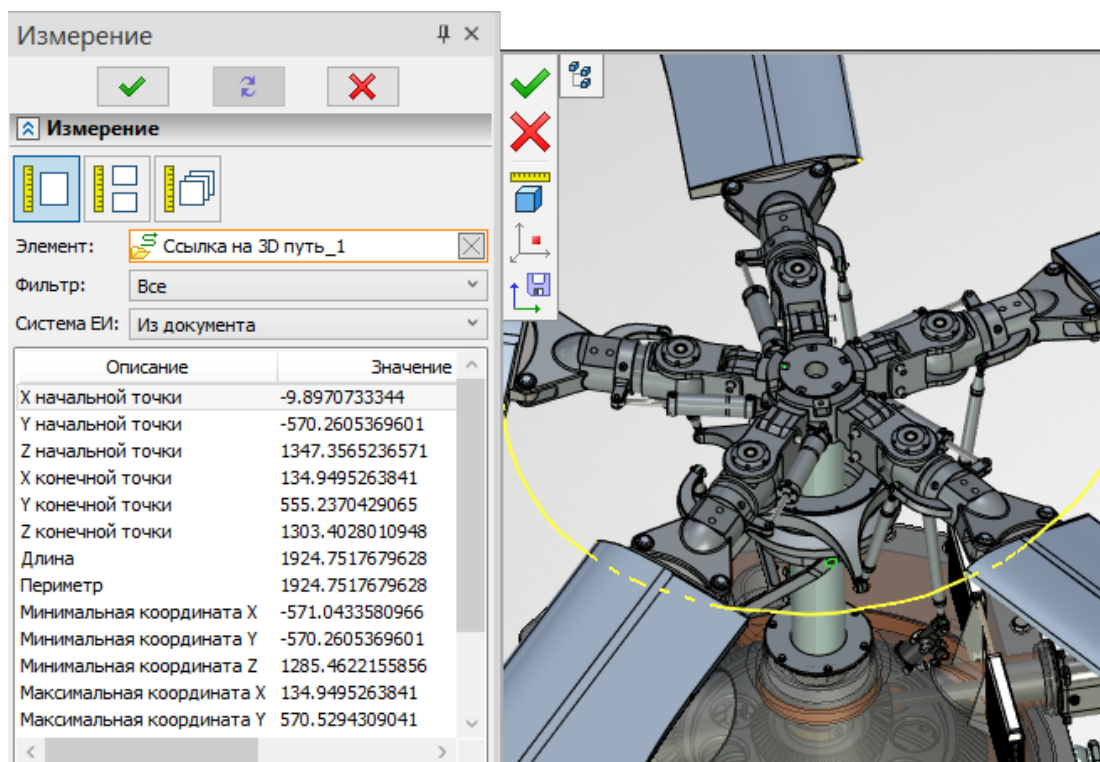 Измерение
Измерение
Элемент: Ссылка на 3D путь_1
Фильтр: Все
Система ЕИ: Из документа
Описание Значение
X начальной точки -9.8970733344
Y начальной точки -570.2605369601
Z начальной точки 1347.3565236571
X конечной точки 134.9495263841
Y конечной точки 555.2370429065
Z конечной точки 1303.4028010948
Длина 1924.7517679628
Периметр 1924.7517679628
Минимальная координата X -571.0433580966
Минимальная координата Y -570.2605369601
Минимальная координата Z 1285.4622155856
Максимальная координата X 134.9495263841
Максимальная координата Y 570.5294309041